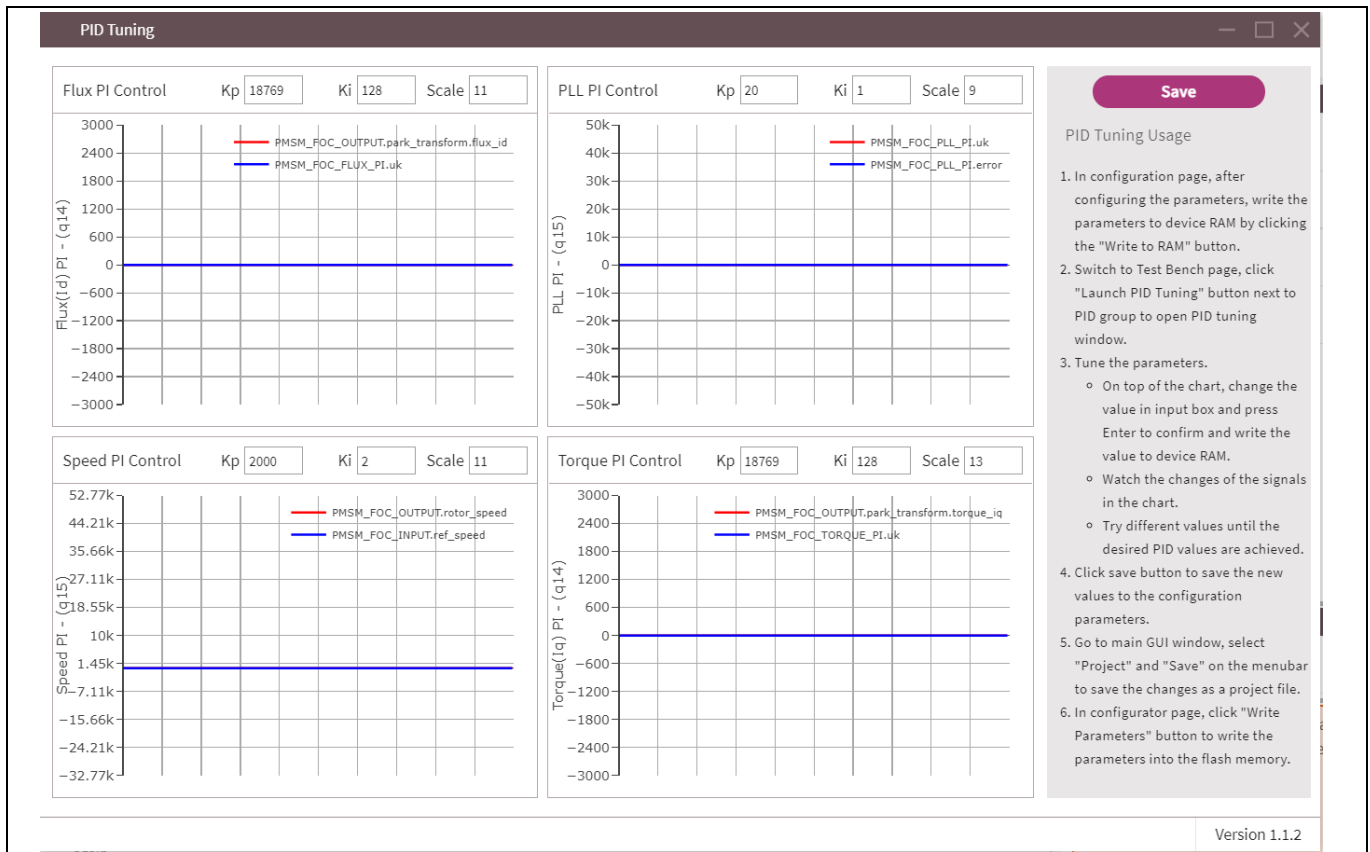 PID Tuning
Flux PI Control Kp 18769 Ki 128 Scale 11
3000
2400
1800
1200
600
0
−600
−1200
−1800
−2400
−3000
Flux(Id) PI - (q14)
PMSM_FOC_OUTPUT.park_transform.flux_id
PMSM_FOC_FLUX_PI.uk
PLL PI Control Kp 20 Ki 1 Scale 9
50k
40k
30k
20k
10k
0
−10k
−20k
−30k
−40k
−50k
PLL PI - (q15)
PMSM_FOC_PLL_PI.uk
PMSM_FOC_PLL_PI.error
Speed PI Control Kp 2000 Ki 2 Scale 11
52.77k
44.21k
35.66k
27.11k
18.55k
10k
1.45k
−7.11k
−15.66k
−24.21k
−32.77k
Speed PI - (q15)
PMSM_FOC_OUTPUT.rotor_speed
PMSM_FOC_INPUT.ref_speed
Torque PI Control Kp 18769 Ki 128 Scale 13
3000
2400
1800
1200
600
0
−600
−1200
−1800
−2400
−3000
Torque(Iq) PI - (q14)
PMSM_FOC_OUTPUT.park_transform.torque_iq
PMSM_FOC_TORQUE_PI.uk
Save
PID Tuning Usage
1. In configuration page, after
configuring the parameters, write the
parameters to device RAM by clicking
the "Write to RAM" button.
2. Switch to Test Bench page, click
"Launch PID Tuning" button next to
PID group to open PID tuning
window.
3. Tune the parameters.
On top of the chart, change the
value in input box and press
Enter to confirm and write the
value to device RAM.
Watch the changes of the signals
in the chart.
Try different values until the
desired PID values are achieved.
4. Click save button to save the new
values to the configuration
parameters.
5. Go to main GUI window, select
"Project" and "Save" on the menubar
to save the changes as a project file.
6. In configurator page, click "Write
Parameters" button to write the
parameters into the flash memory.
Version 1.1.2